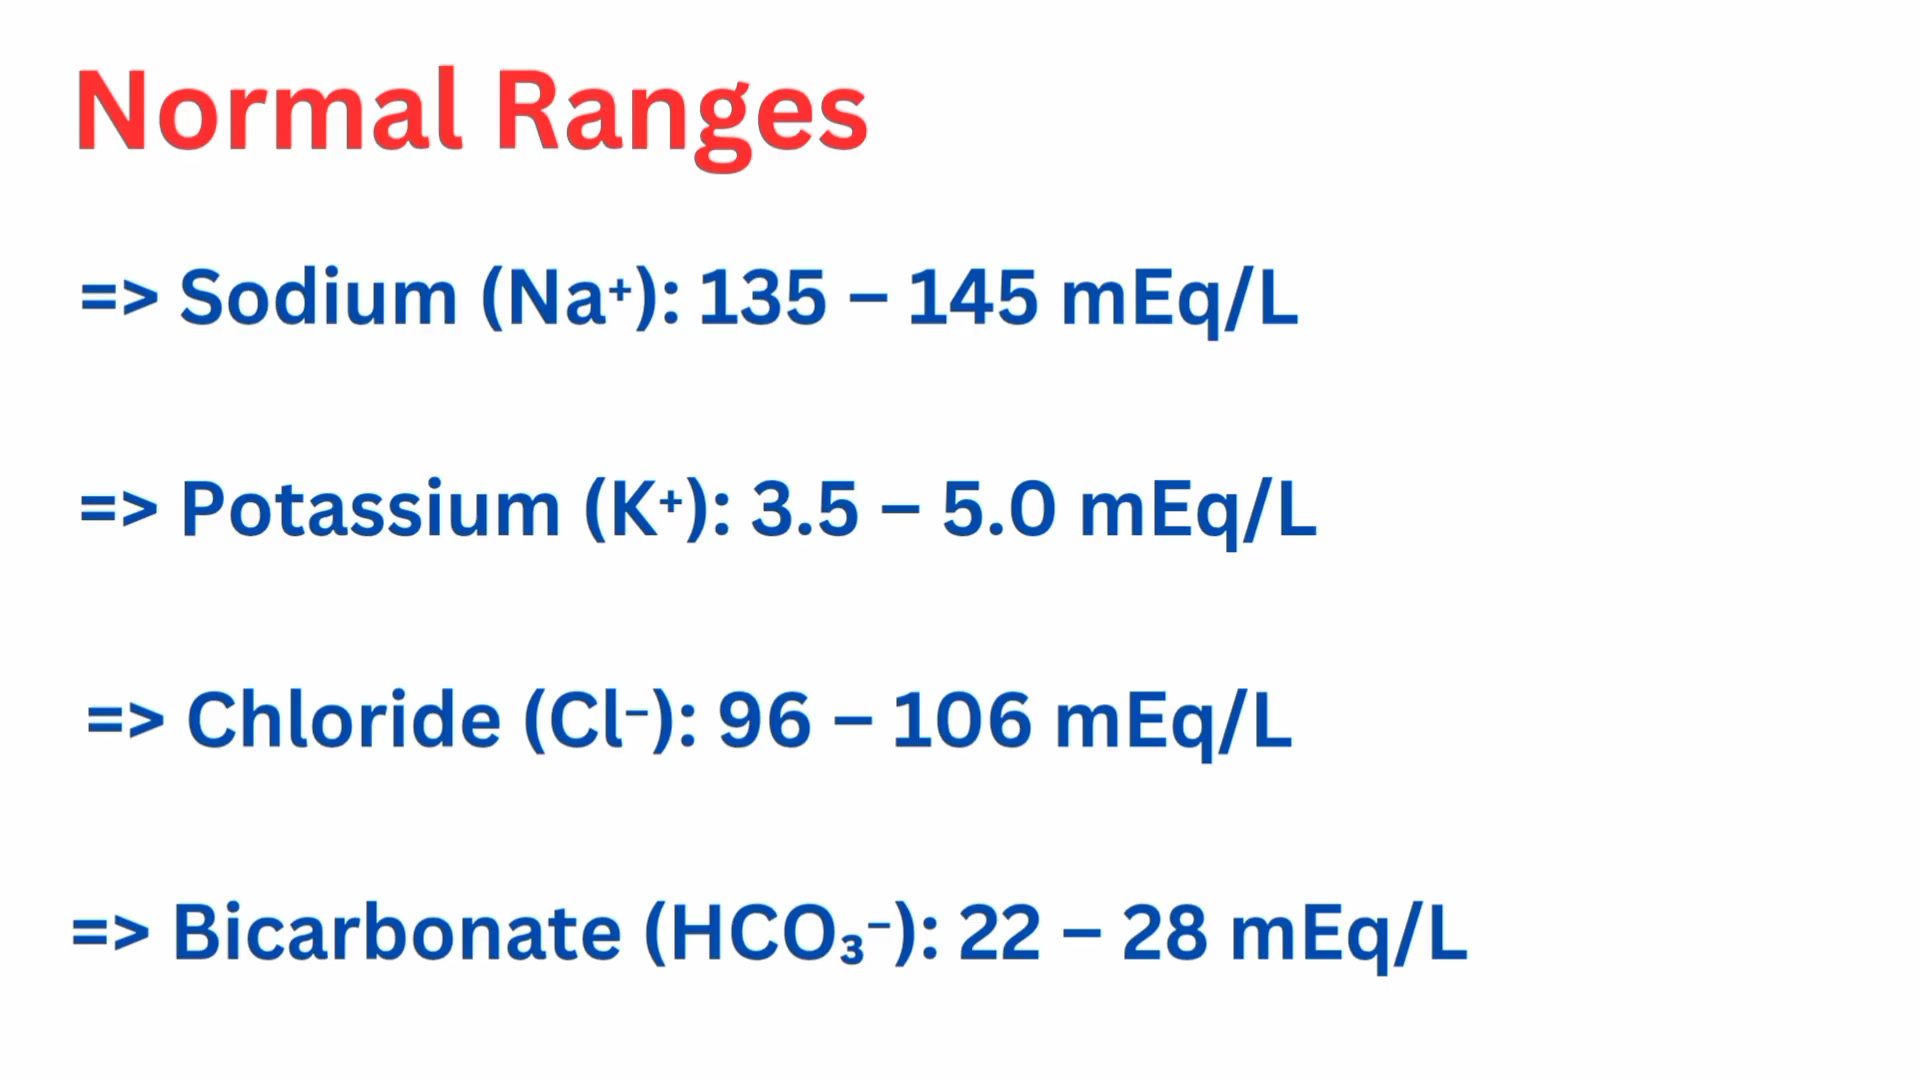 Normal Ranges
=> Sodium (Na⁺): 135 – 145 mEq/L
=> Potassium (K⁺): 3.5 – 5.0 mEq/L
=> Chloride (Cl⁻): 96 – 106 mEq/L
=> Bicarbonate (HCO₃⁻): 22 – 28 mEq/L